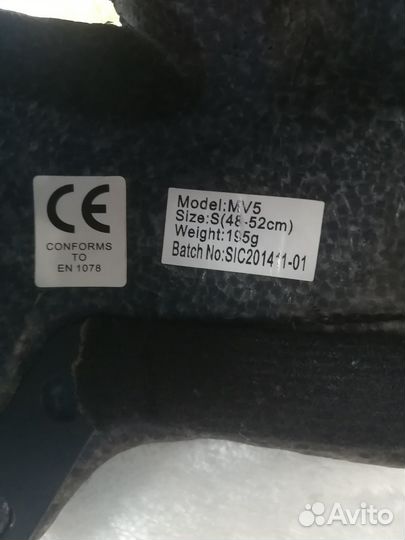 CE
CONFORMS
TO
EN 1078
Model:MV5
Size:S(48-52cm)
Weight:195g
Batch No:SIC201411-01
Avito